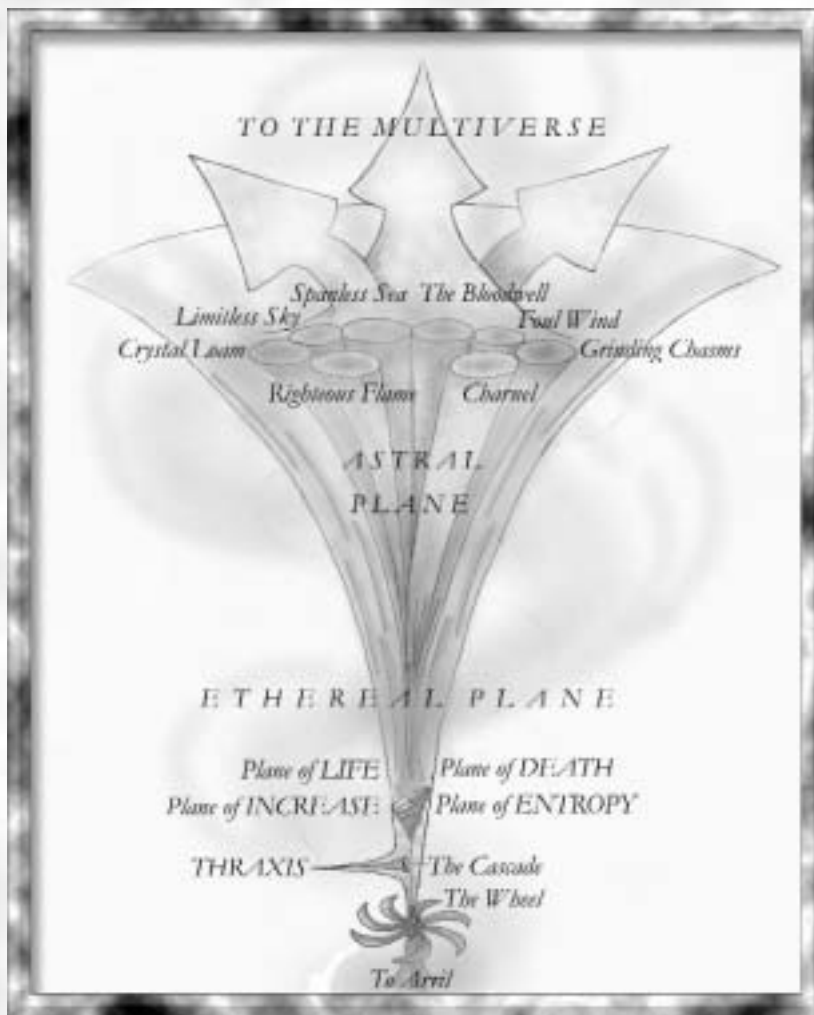 TO THE MULTIVERSE
Spanless Sea The Bloodwell
Limitless Sky Foul Wind
Crystal Loam Grinding Chasms
Righteous Flame Charnel
ASTRAL
PLANE
ETHEREAL PLANE
Plane of LIFE Plane of DEATH
Plane of INCREASE Plane of ENTROPY
THRAXIS The Cascade
The Wheel
To Arril